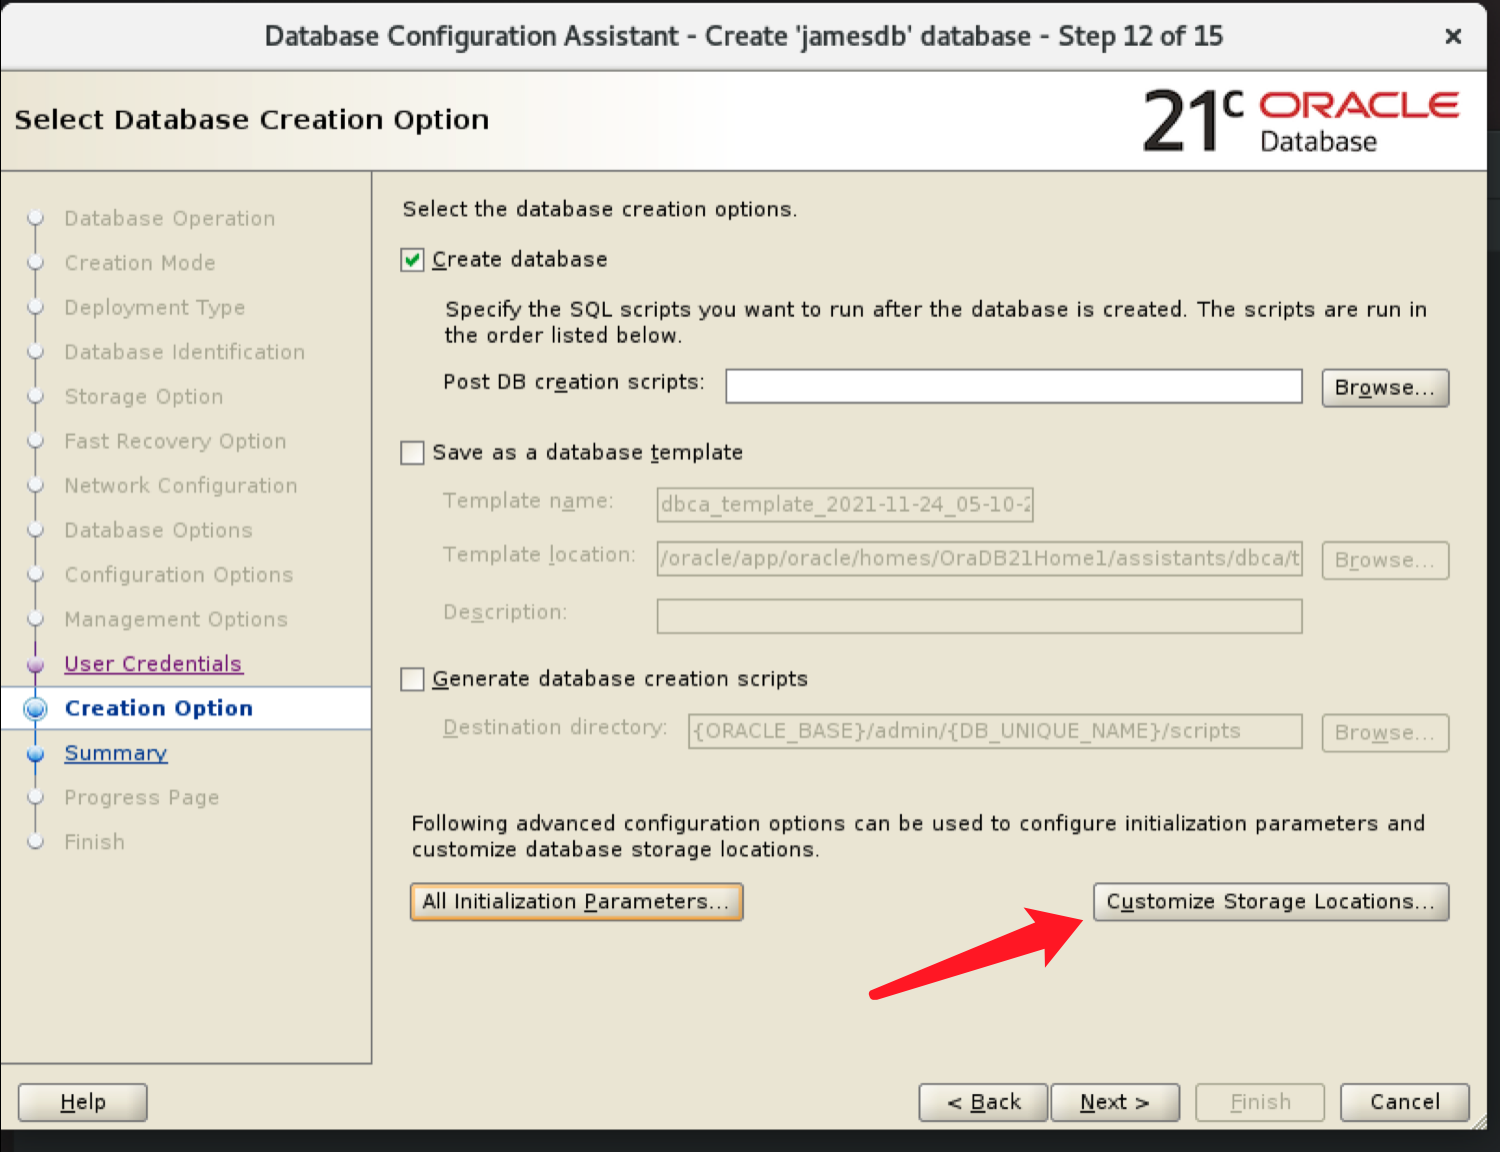 Database Configuration Assistant - Create 'jamesdb' database - Step 12 of 15
Select Database Creation Option
21c ORACLE
Database
Database Operation
Creation Mode
Deployment Type
Database Identification
Storage Option
Fast Recovery Option
Network Configuration
Database Options
Configuration Options
Management Options
User Credentials
Creation Option
Summary
Progress Page
Finish
Select the database creation options.
Create database
Specify the SQL scripts you want to run after the database is created. The scripts are run in
the order listed below.
Post DB creation scripts:
Browse...
Save as a database template
Template name: dbca_template_2021-11-24_05-10-2
Template location: /oracle/app/oracle/homes/OraDB21Home1/assistants/dbca/t Browse...
Description:
Generate database creation scripts
Destination directory: {ORACLE_BASE}/admin/{DB_UNIQUE_NAME}/scripts Browse...
Following advanced configuration options can be used to configure initialization parameters and
customize database storage locations.
All Initialization Parameters... Customize Storage Locations...
Help < Back Next > Finish Cancel